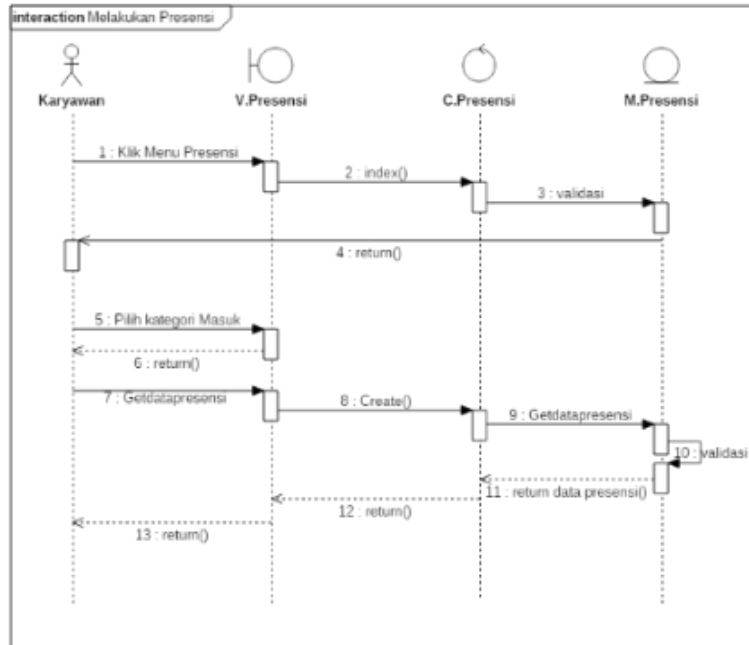 interaction Melakukan Presensi
Karyawan
V.Presensi
C.Presensi
M.Presensi
1 : Klik Menu Presensi
2 : index()
3 : validasi
4 : return()
5 : Pilih kategori Masuk
6 : return()
7 : Getdatapresensi
8 : Create()
9 : Getdatapresensi
10 : validasi
11 : return data presensi()
12 : return()
13 : return()